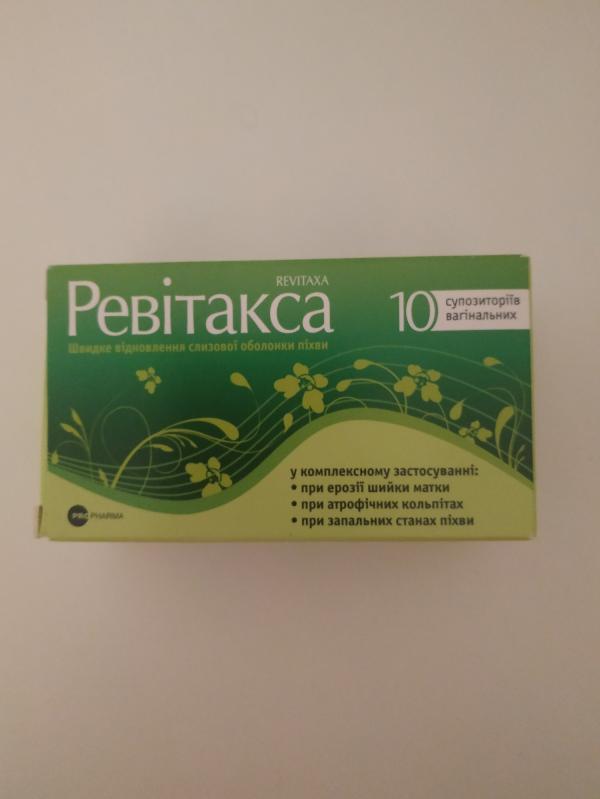 REVITAXA
Ревітакса
Швидке відновлення слизової оболонки піхви
10 супозиторіїв
вагінальних
у комплексному застосуванні:
• при ерозії шийки матки
• при атрофічних кольпітах
• при запальних станах піхви
PRO PHARMA